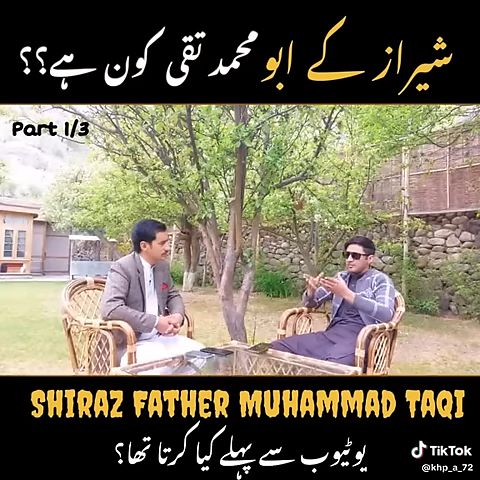 شیراز کے ابو محمد تقی کون ہے؟؟
Part 1/3
SHIRAZ FATHER MUHAMMAD TAQI
یوٹیوب سے پہلے کیا کرتا تھا؟
TikTok
@khp_a_72